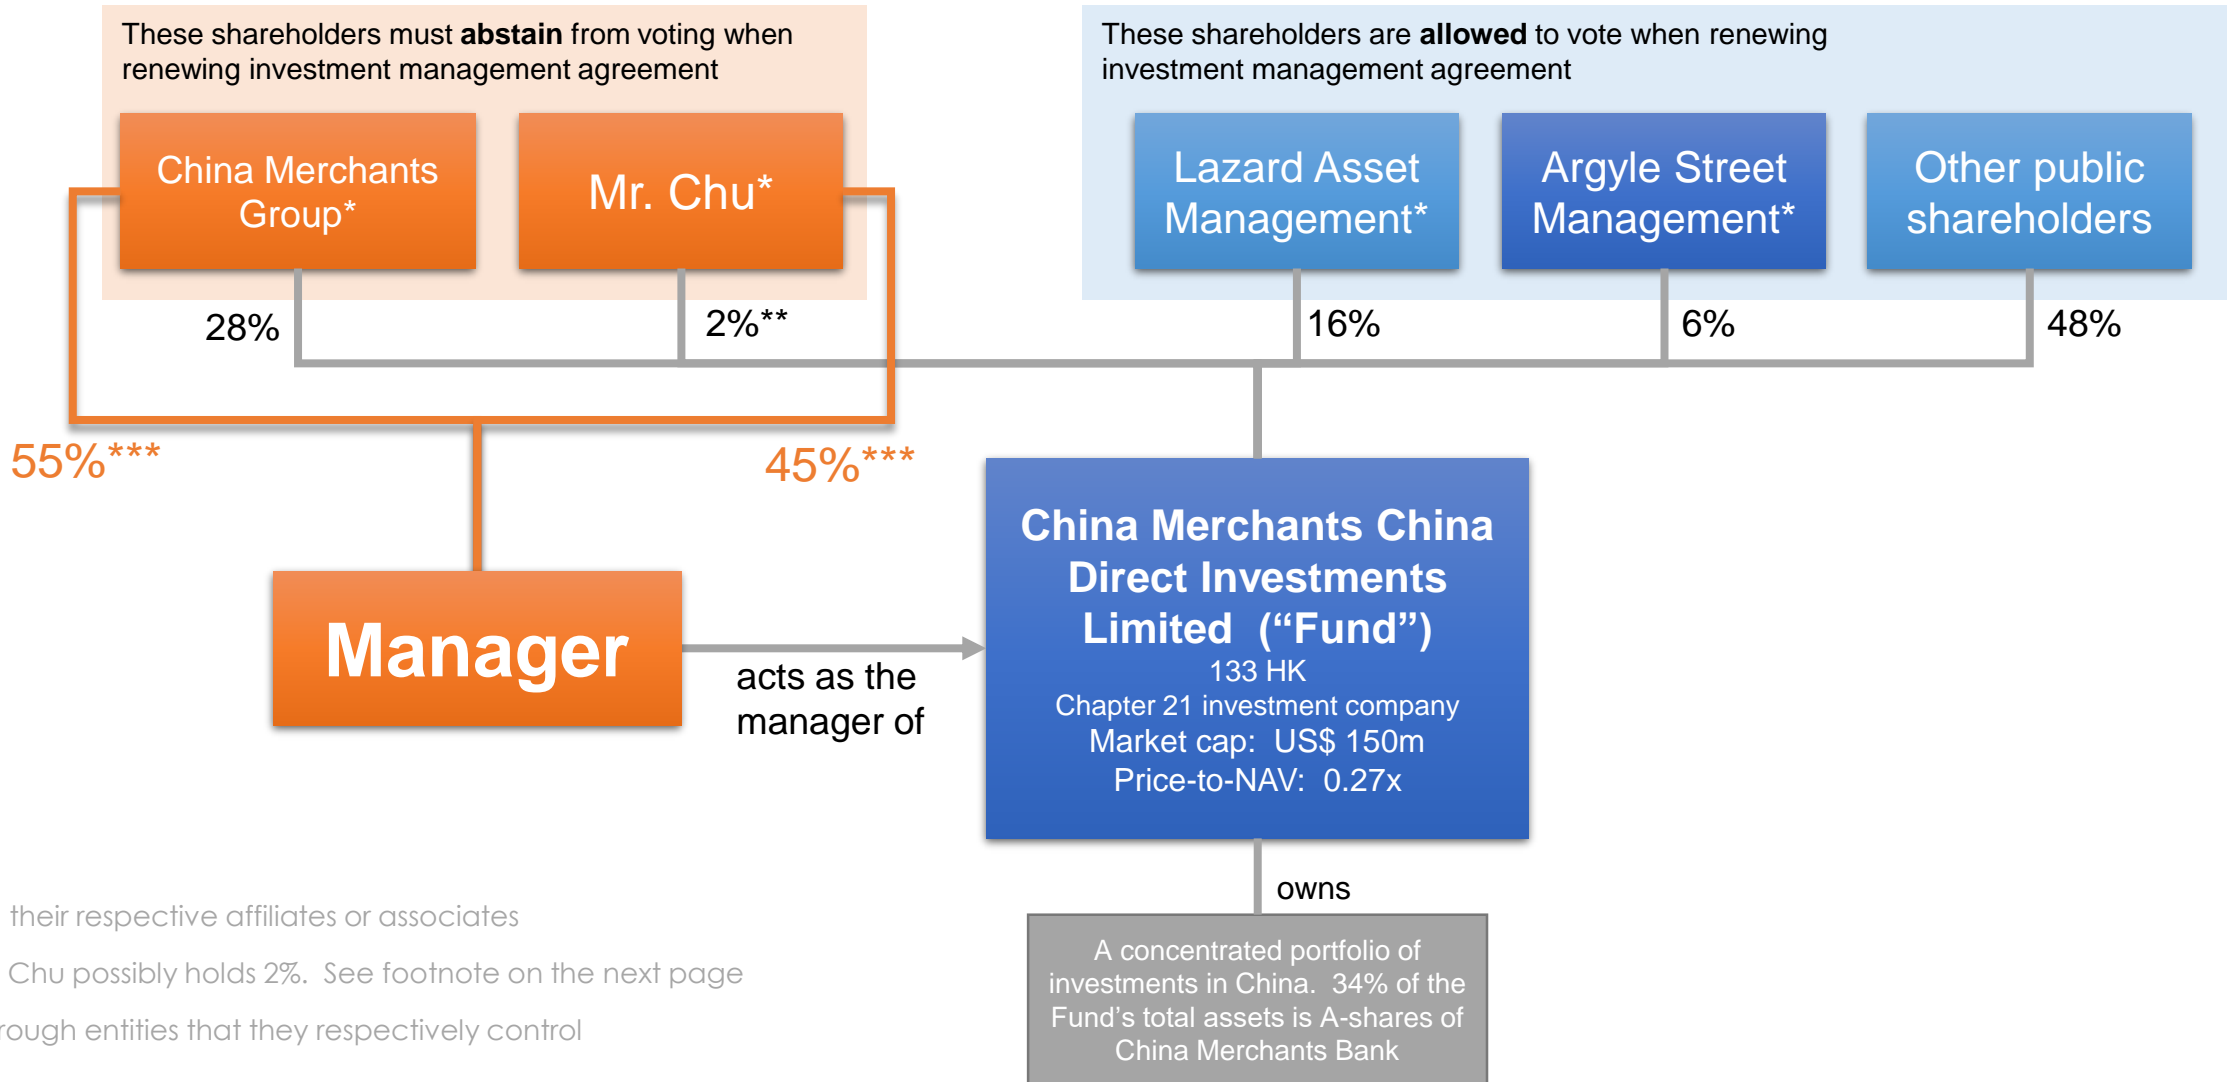 These shareholders must abstain from voting when
renewing investment management agreement
These shareholders are allowed to vote when renewing
investment management agreement
China Merchants
Group*
Mr. Chu*
Lazard Asset
Management*
Argyle Street
Management*
Other public
shareholders
28%
2%**
16%
6%
48%
55%***
45%***
Manager
acts as the
manager of
China Merchants China
Direct Investments
Limited (“Fund”)
133 HK
Chapter 21 investment company
Market cap: US$ 150m
Price-to-NAV: 0.27x
owns
A concentrated portfolio of
investments in China. 34% of the
Fund’s total assets is A-shares of
China Merchants Bank
their respective affiliates or associates
Chu possibly holds 2%. See footnote on the next page
rough entities that they respectively control